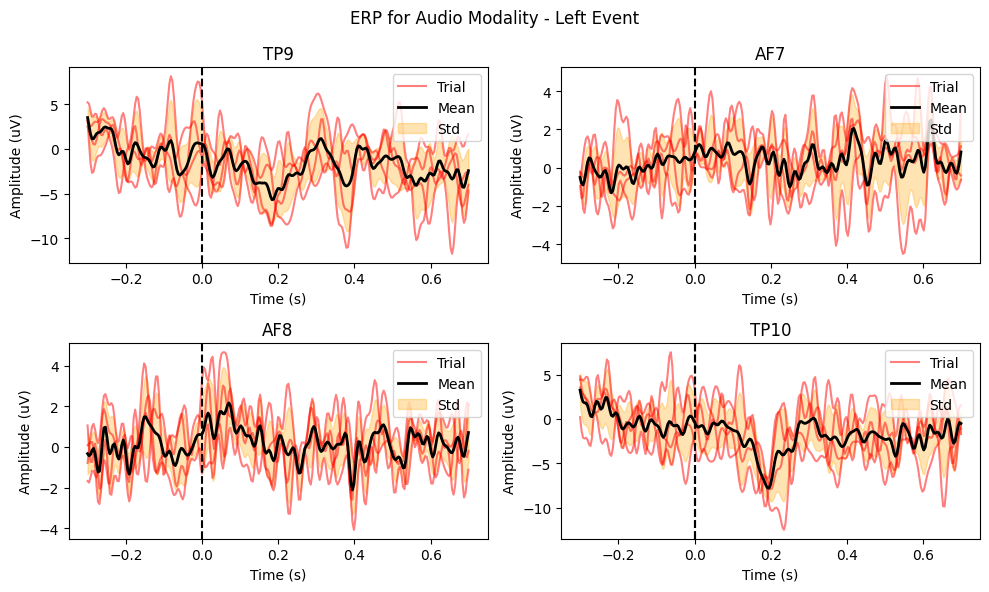 ERP for Audio Modality - Left Event
TP9
Amplitude (uV)
5
0
−5
−10
Trial
Mean
Std
−0.2 0.0 0.2 0.4 0.6
Time (s)
AF7
Amplitude (uV)
4
2
0
−2
−4
Trial
Mean
Std
−0.2 0.0 0.2 0.4 0.6
Time (s)
AF8
Amplitude (uV)
4
2
0
−2
−4
Trial
Mean
Std
−0.2 0.0 0.2 0.4 0.6
Time (s)
TP10
Amplitude (uV)
5
0
−5
−10
Trial
Mean
Std
−0.2 0.0 0.2 0.4 0.6
Time (s)